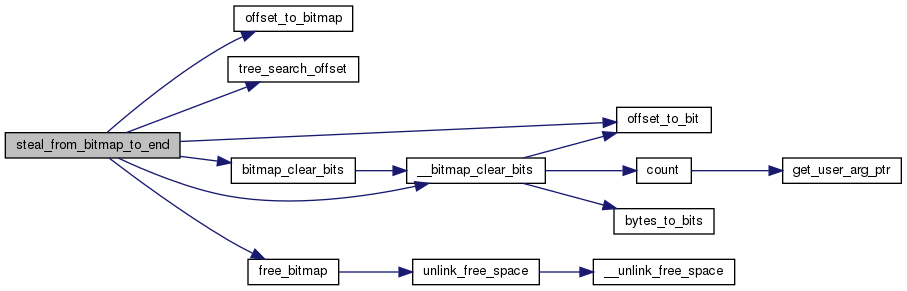 offset_to_bitmap
tree_search_offset
offset_to_bit
steal_from_bitmap_to_end
bitmap_clear_bits
__bitmap_clear_bits
count
get_user_arg_ptr
bytes_to_bits
free_bitmap
unlink_free_space
__unlink_free_space